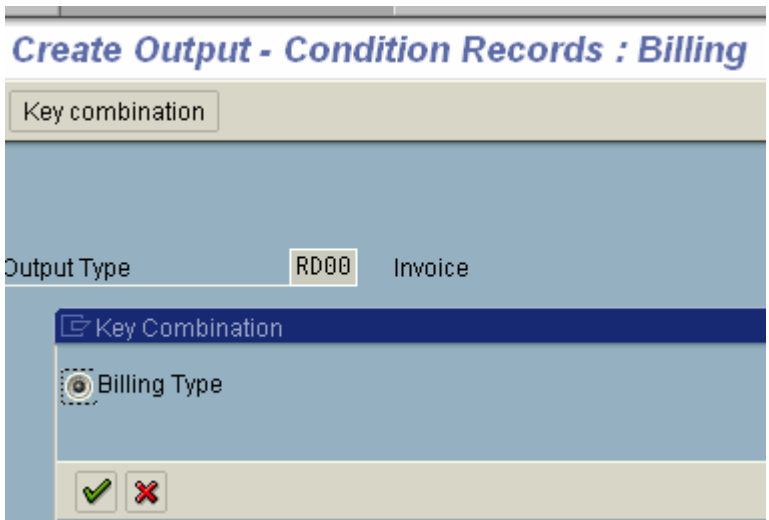 Create Output - Condition Records : Billing
Key combination
Output Type RD00 Invoice
Key Combination
Billing Type